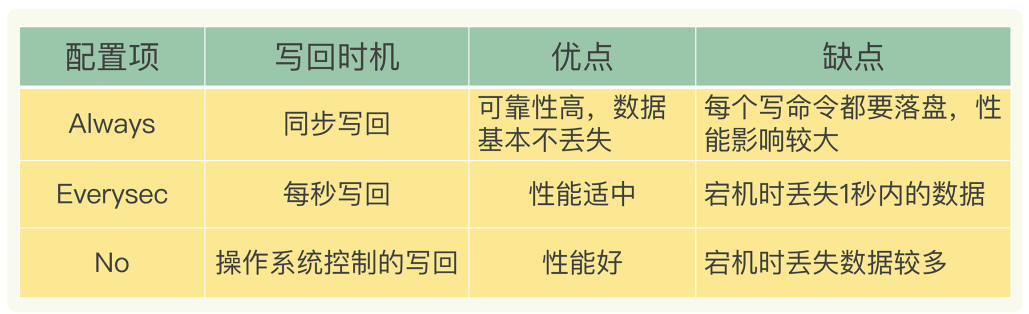 配置项 写回时机 优点 缺点
Always 同步写回 可靠性高，数据基本不丢失 每个写命令都要落盘，性能影响较大
Everysec 每秒写回 性能适中 宕机时丢失1秒内的数据
No 操作系统控制的写回 性能好 宕机时丢失数据较多